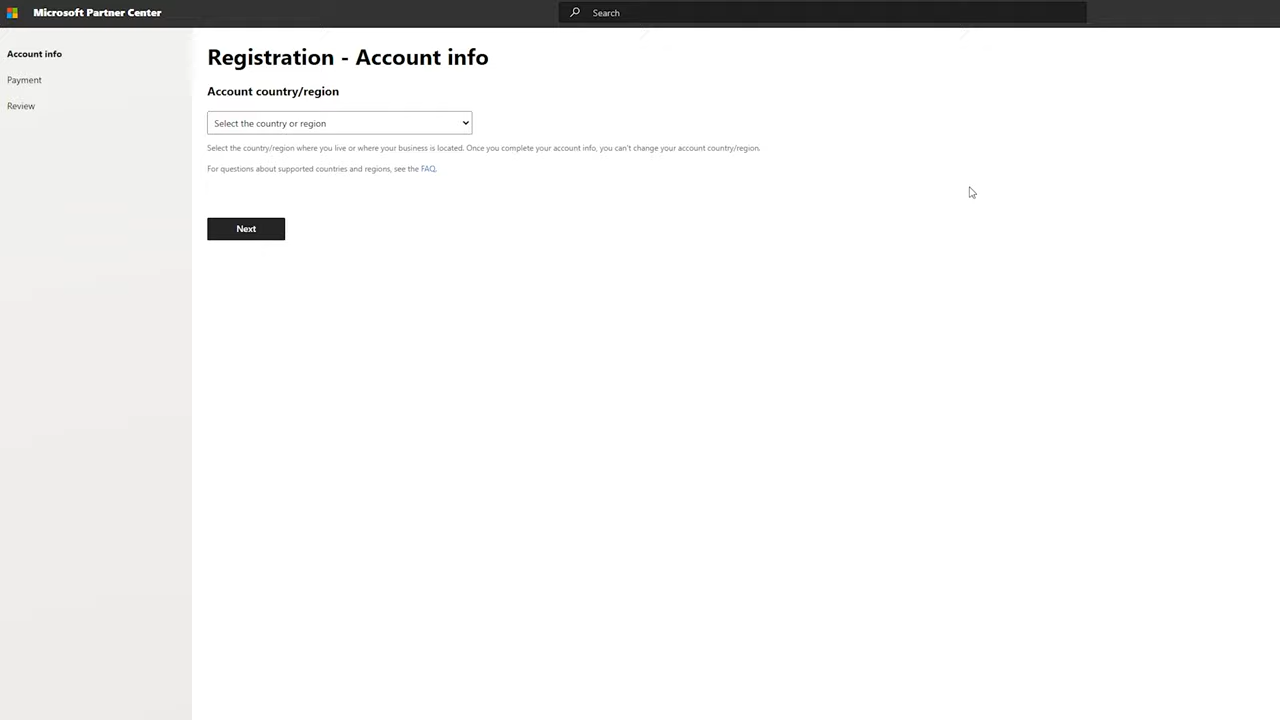 Microsoft Partner Center
Search
Account info
Payment
Review
Registration - Account info
Account country/region
Select the country or region
Select the country/region where you live or where your business is located. Once you complete your account info, you can't change your account country/region.
For questions about supported countries and regions, see the FAQ.
Next